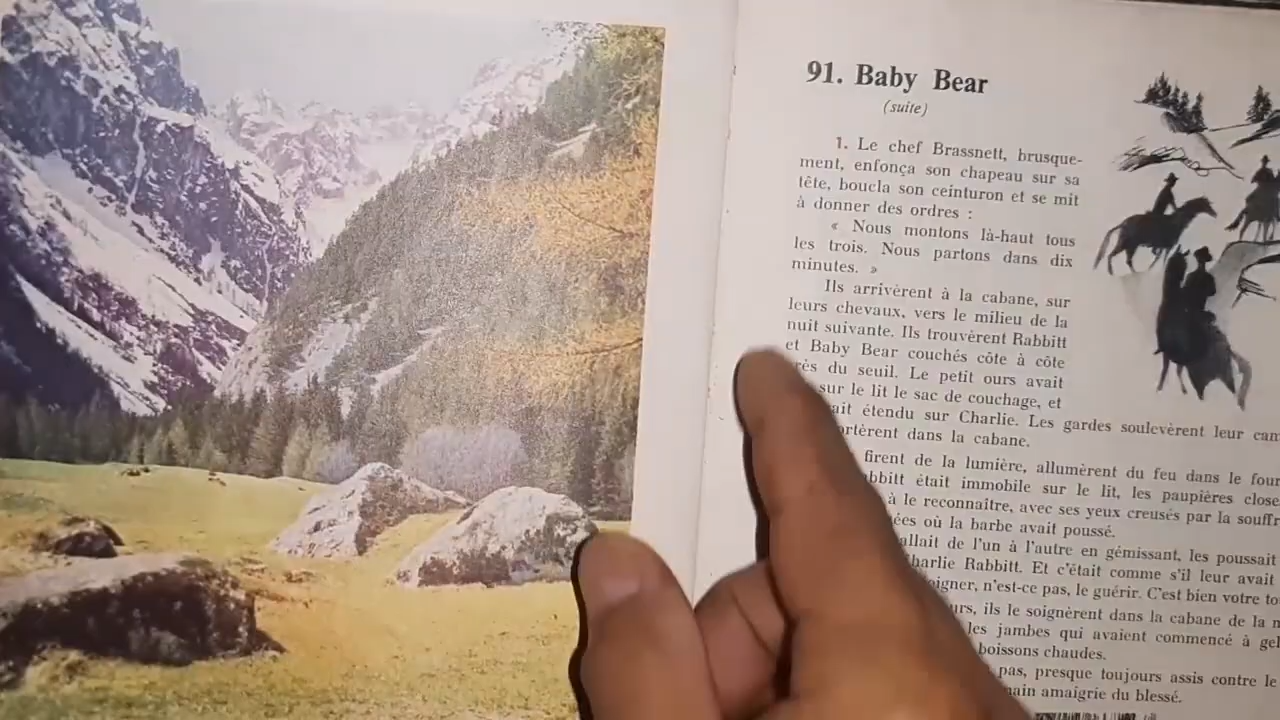 91. Baby Bear
(suite)
1. Le chef Brassnett, brusque-
ment, enfonça son chapeau sur sa
tête, boucla son ceinturon et se mit
à donner des ordres :
« Nous montons là-haut tous
les trois. Nous partons dans dix
minutes. »
Ils arrivèrent à la cabane, sur
leurs chevaux, vers le milieu de la
nuit suivante. Ils trouvèrent Rabbitt
et Baby Bear couchés côte à côte
du seuil. Le petit ours avait
sur le lit le sac de couchage, et
étendu sur Charlie. Les gardes soulevèrent leur
dans la cabane.
firent de la lumière, allumèrent du feu dans le
était immobile sur le lit, les paupières
à le reconnaître, avec ses yeux creusés par la
où la barbe avait poussé.
allait de l'un à l'autre en gémissant, les poussait
Rabbitt. Et c'était comme s'il leur avait
n'est-ce pas, le guérir. C'est bien votre
ils le soignèrent dans la cabane de la
les jambes qui avaient commencé à
boissons chaudes.
pas, presque toujours assis contre le
amaigrie du blessé.